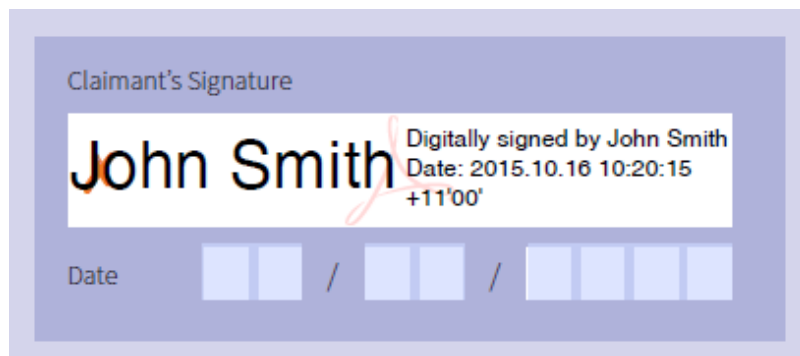 Claimant's Signature
John Smith
Digitally signed by John Smith
Date: 2015.10.16 10:20:15
+11'00'
Date / /